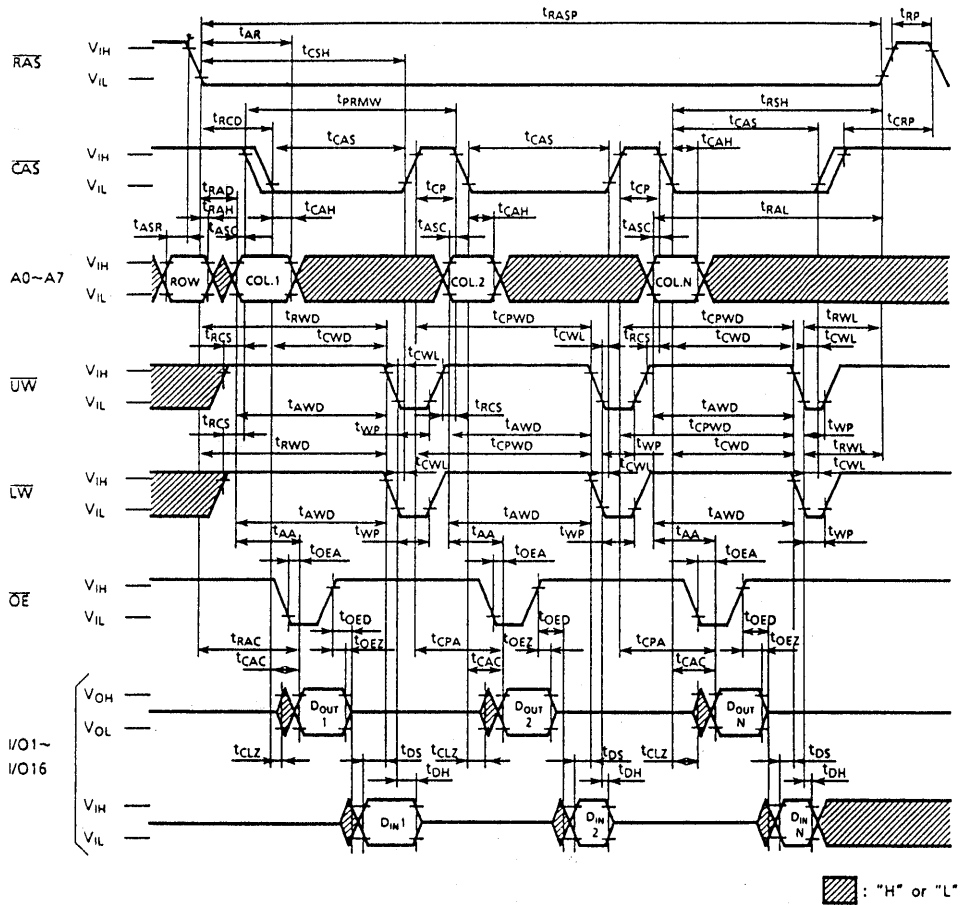 tRASP tRP
tAR
tCSH
RAS VIH
VIL
tPRMW tRSH
tRCD tCAS tCAS tCAS tCRP
tCAH
CAS VIH
VIL
tRAD tCP tCP
tRAH tCAH tCAH tRAL
tASR tASC tASC tASC
A0~A7 VIH
VIL
ROW COL.1 COL.2 COL.N
tRWD tCPWD tCPWD tRWL
tRCS tCWD tCWL tCWL tRCS tCWD tCWL
UW VIH
VIL
tAWD tRCS tAWD
tRCS tWP tAWD tCPWD tWP
tRWD tCPWD tWP tCWD tRWL
LW VIH
VIL
tCWL tCWL tCWL
tAWD tAWD tAWD
tAA tWP tAA tWP tAA
tOEA tOEA tOEA
OE VIH
VIL
tOED tOED tOED
tRAC tOEZ tCPA tOEZ tCPA tOEZ
tCAC tCAC tCAC
VOH
VOL
DOUT 1 DOUT 2 DOUT N
I/O1~
I/O16
tCLZ tDS tCLZ tDS tCLZ tDS
tDH tDH tDH
VIH
VIL
DIN 1 DIN 2 DIN N
: "H" or "L"